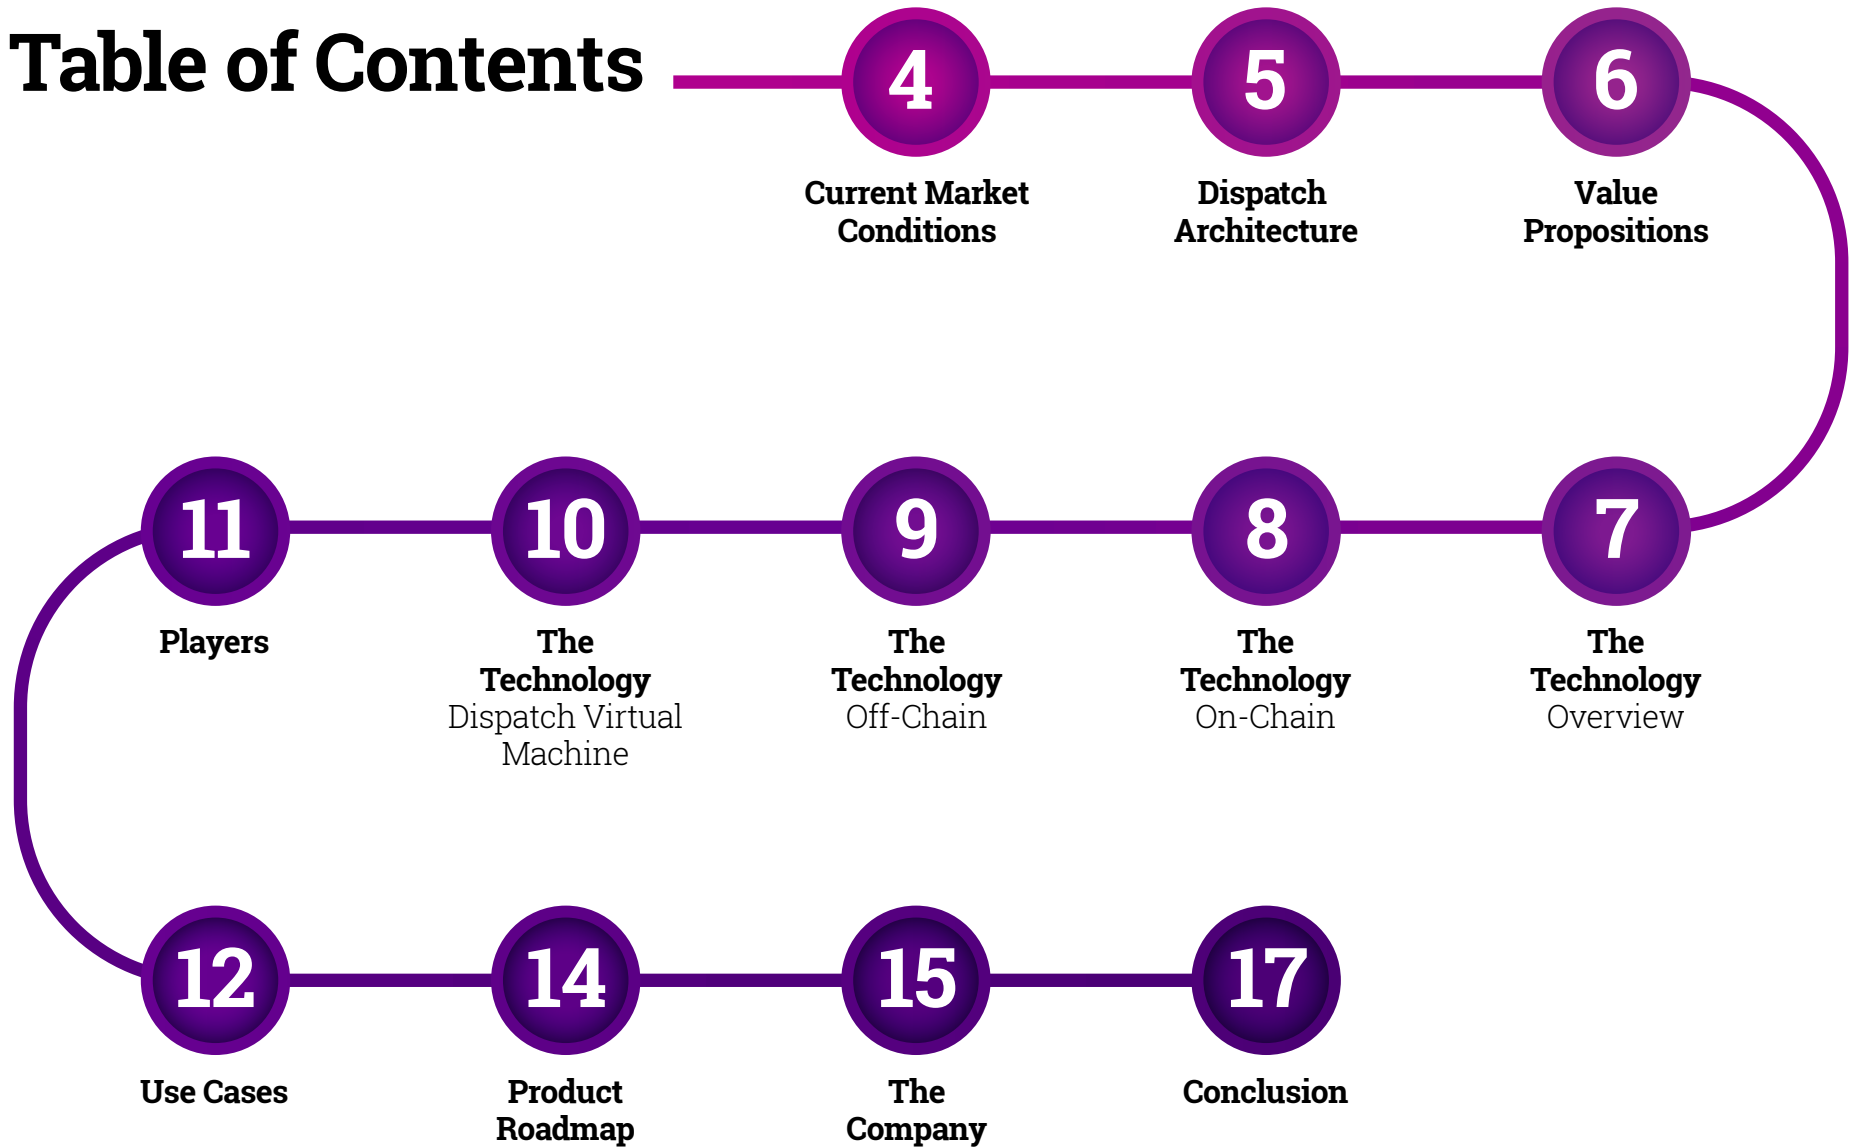 Table of Contents
4
Current Market
Conditions
5
Dispatch
Architecture
6
Value
Propositions
7
The
Technology
Overview
8
The
Technology
On-Chain
9
The
Technology
Off-Chain
10
The
Technology
Dispatch Virtual
Machine
11
Players
12
Use Cases
14
Product
Roadmap
15
The
Company
17
Conclusion